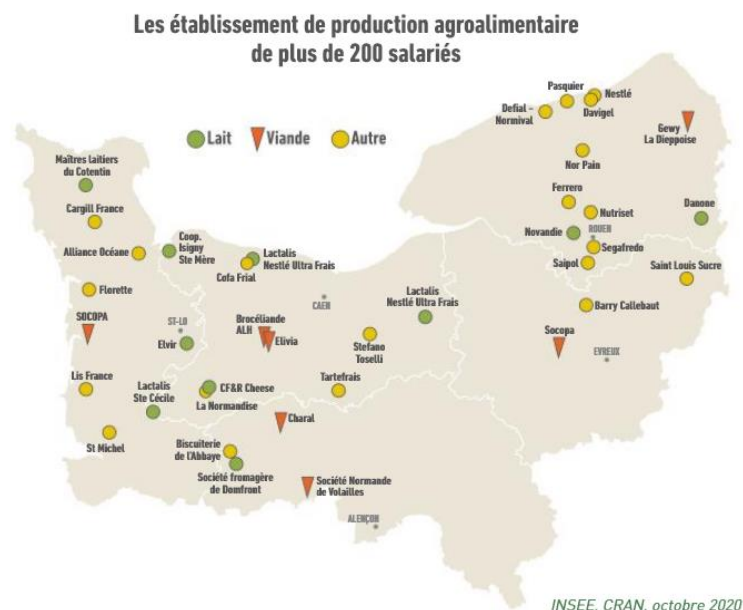 Les établissement de production agroalimentaire
de plus de 200 salariés
Lait
Viande
Autre
Pasquier
Nestlé
Defial -
Normival
Davigel
Gewy
La Dieppoise
Nor Pain
Maîtres laitiers
du Cotentin
Cargill France
Ferrero
Nutriset
Danone
Novandie
ROUEN
Alliance Océane
Coop.
Isigny
Ste Mère
Lactalis
Nestlé Ultra Frais
Cofa Frial
Segafredo
Saipol
Saint Louis Sucre
Florette
CAEN
Lactalis
Nestlé Ultra Frais
Barry Callebaut
SOCOPA
ST-LO
Brocéliande
ALH
Elivia
Elvir
Stefano
Toselli
Socopa
EVREUX
Lis France
Lactalis
Ste Cécile
CF&R Cheese
La Normandise
Tartefrais
St Michel
Charal
Biscuiterie
de l'Abbaye
Société fromagère
de Domfront
Société Normande
de Volailles
ALENÇON
INSEE, CRAN, octobre 2020